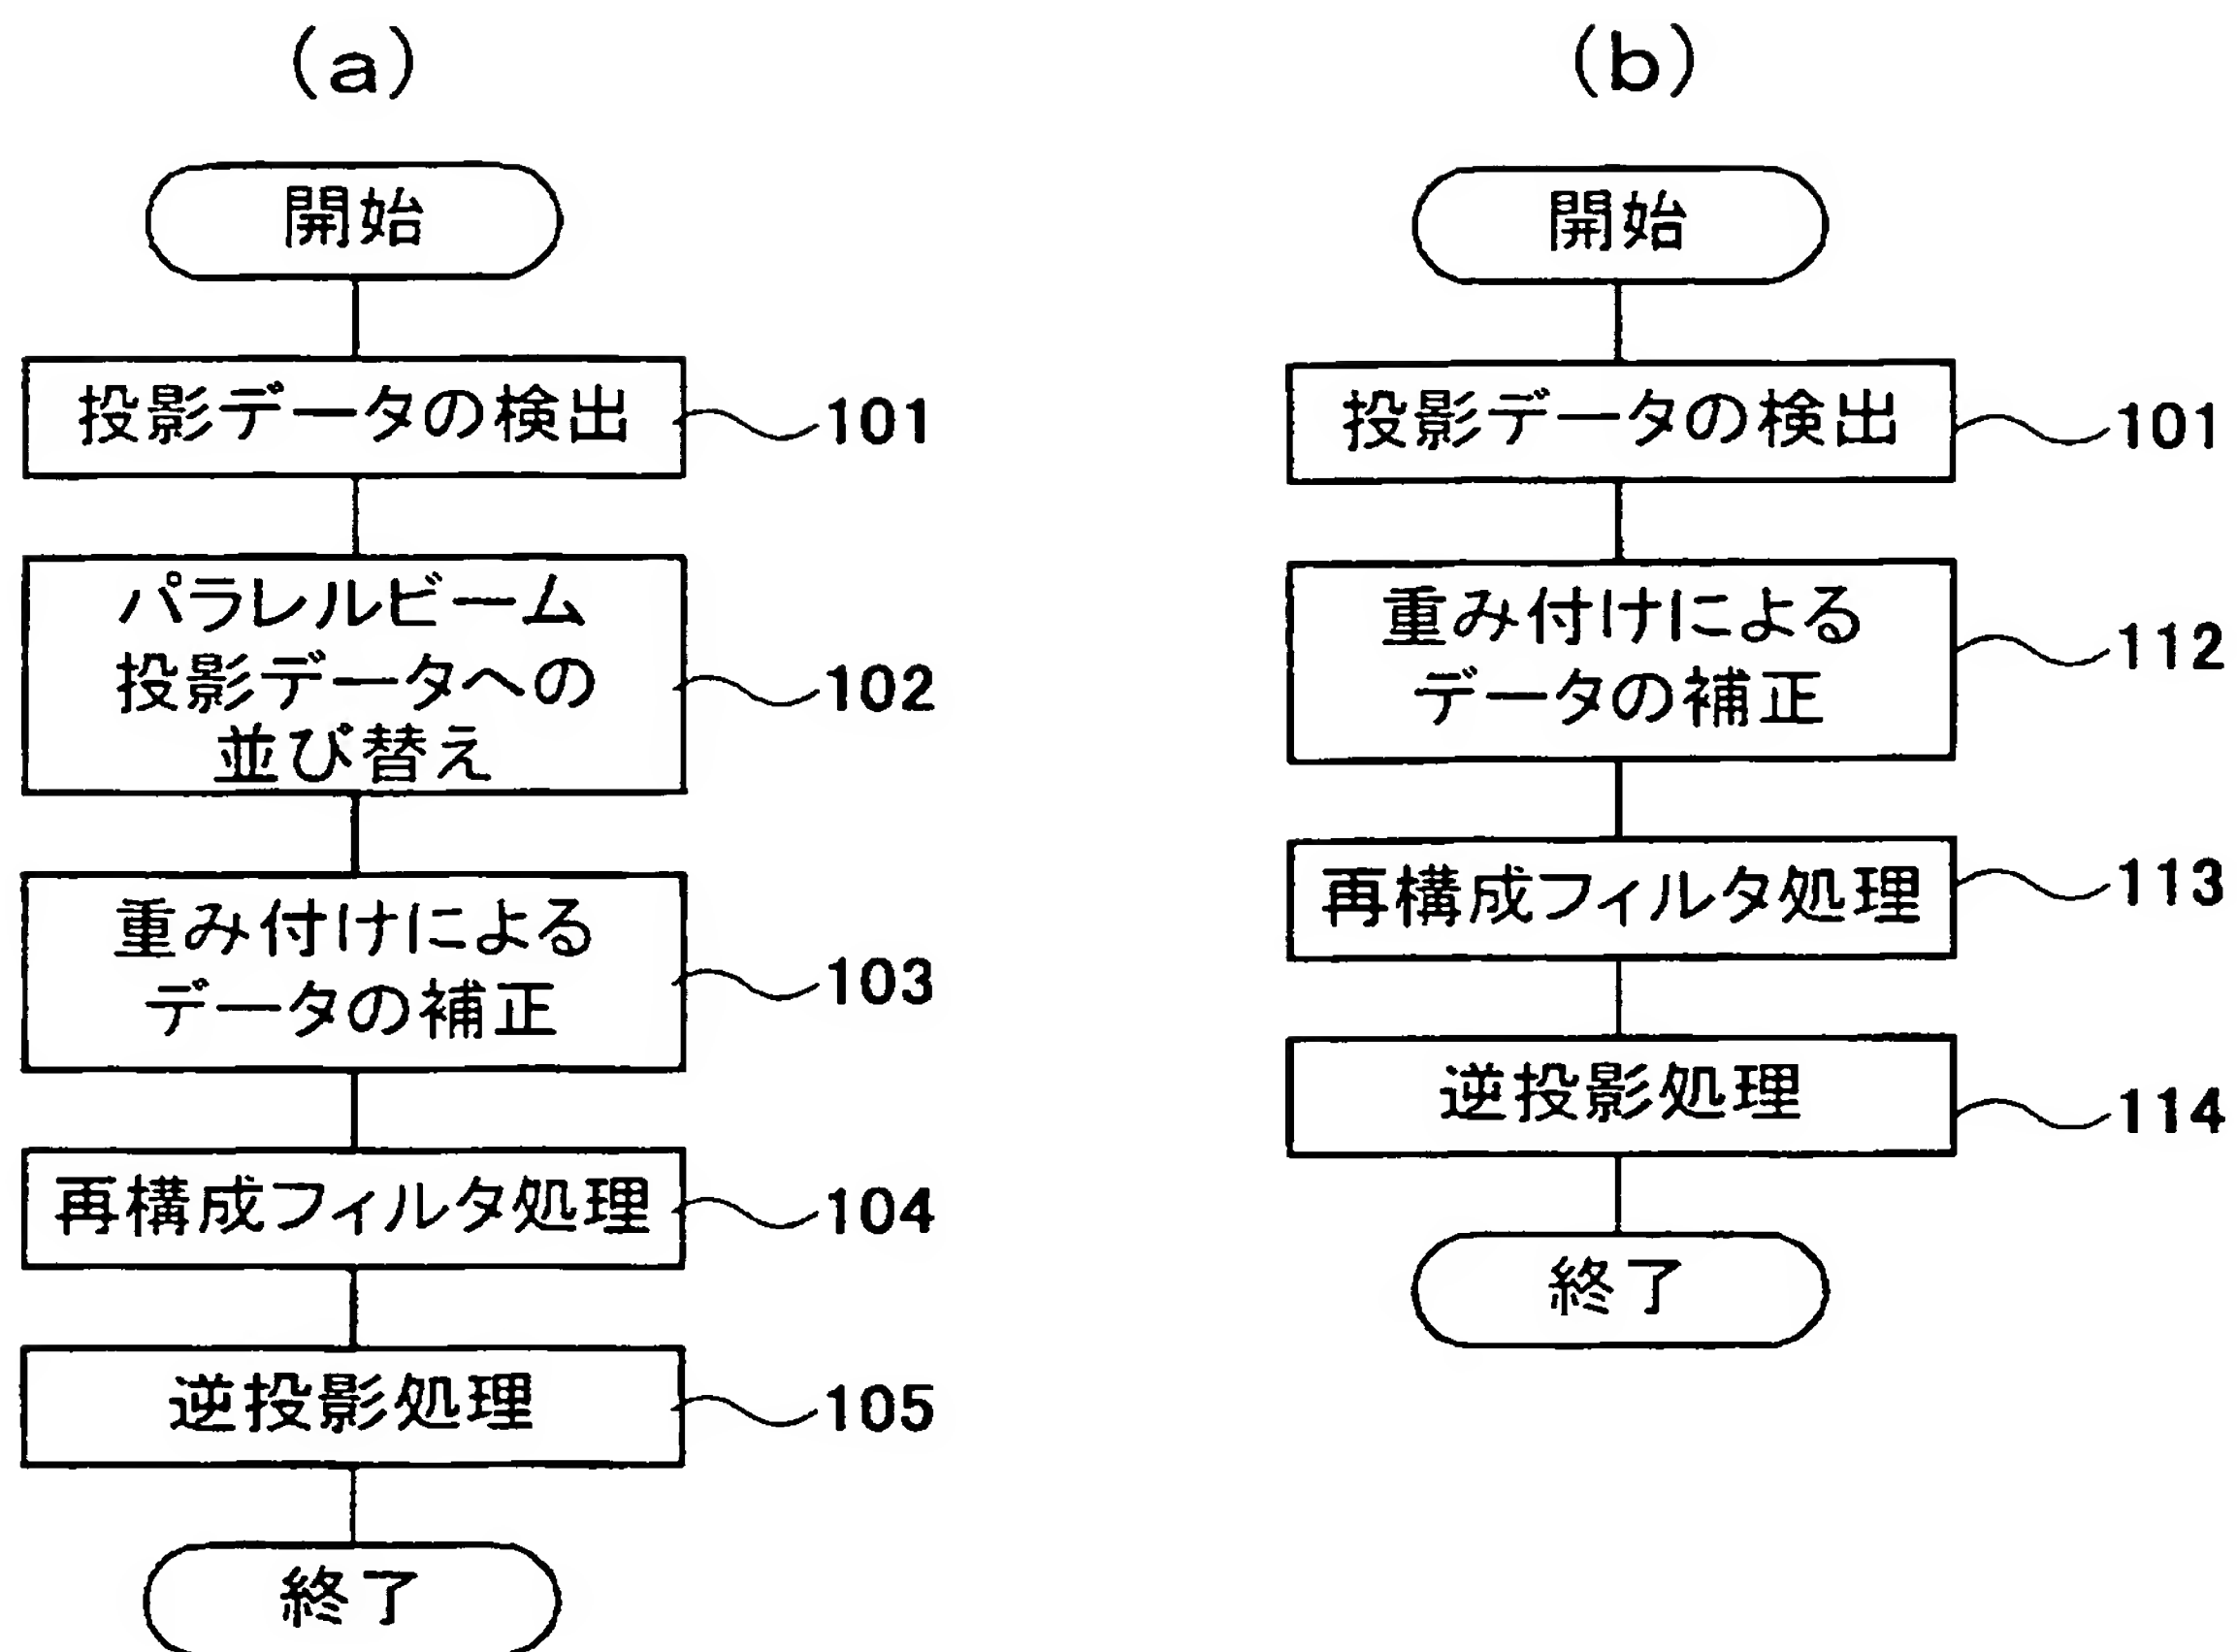 (a)
開始
投影データの検出
101
パラレルビーム
投影データへの
並び替え
102
重み付けによる
データの補正
103
再構成フィルタ処理
104
逆投影処理
105
終了
(b)
開始
投影データの検出
101
重み付けによる
データの補正
112
再構成フィルタ処理
113
逆投影処理
114
終了